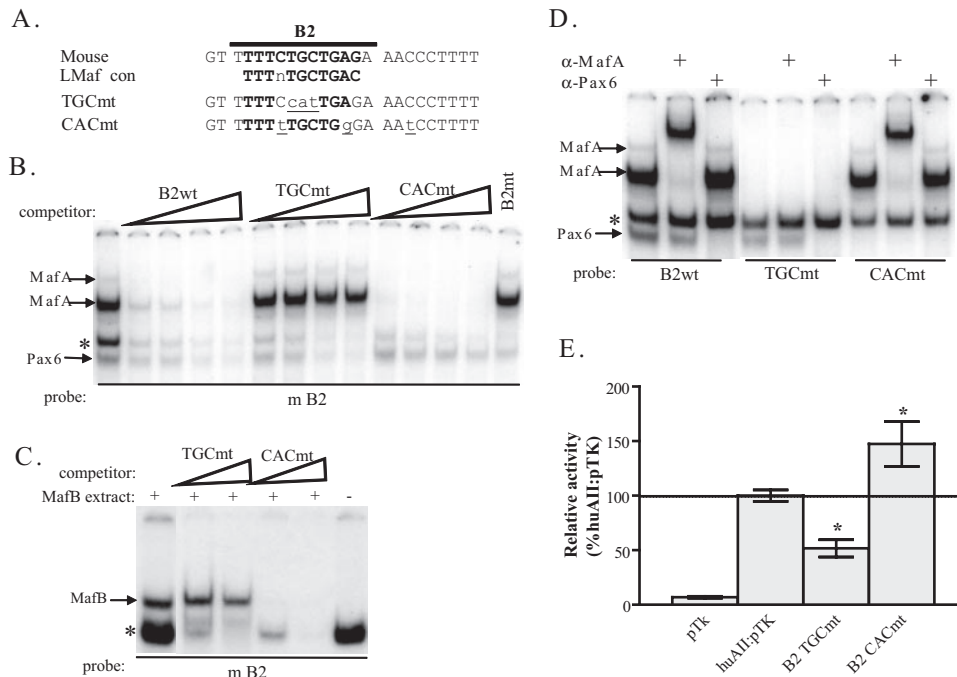 A.
B2
Mouse GT TTTTCTGCTGAGA AACCCTTTT
LMaf con TTTnTGCTGAC
TGCmt GT TTTTCcatTGAGA AACCCTTTT
CACmt GT TTTTtTGCTGgGA AAtCCTTTT
B.
competitor: B2wt TGCmt CACmt B2mt
MafA
MafA
*
Pax6
probe: m B2
C.
competitor: TGCmt CACmt
MafB extract: + + + + + -
MafB
*
probe: m B2
D.
α-MafA + + +
α-Pax6 + + +
MafA
MafA
*
Pax6
probe: B2wt TGCmt CACmt
E.
Relative activity
(%huAII:pTK)
200
150
100
50
0
*
*
pTk
huAII:pTK
B2 TGCmt
B2 CACmt